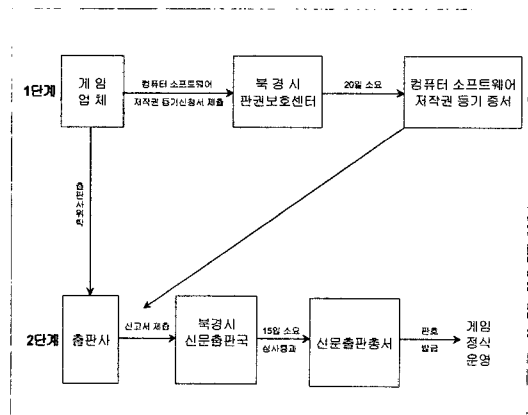 1단계
게 임
업 체
컴퓨터 소프트웨어
저작권 등기신청서 제출
북 경 시
판권보호센터
20일 소요
컴퓨터 소프트웨어
저작권 등기 증서
출판사위탁
2단계
출판사
신고서 제출
북경시
신문출판국
15일 소요
심사통과
신문출판총서
판호
발급
게임
정식
운영